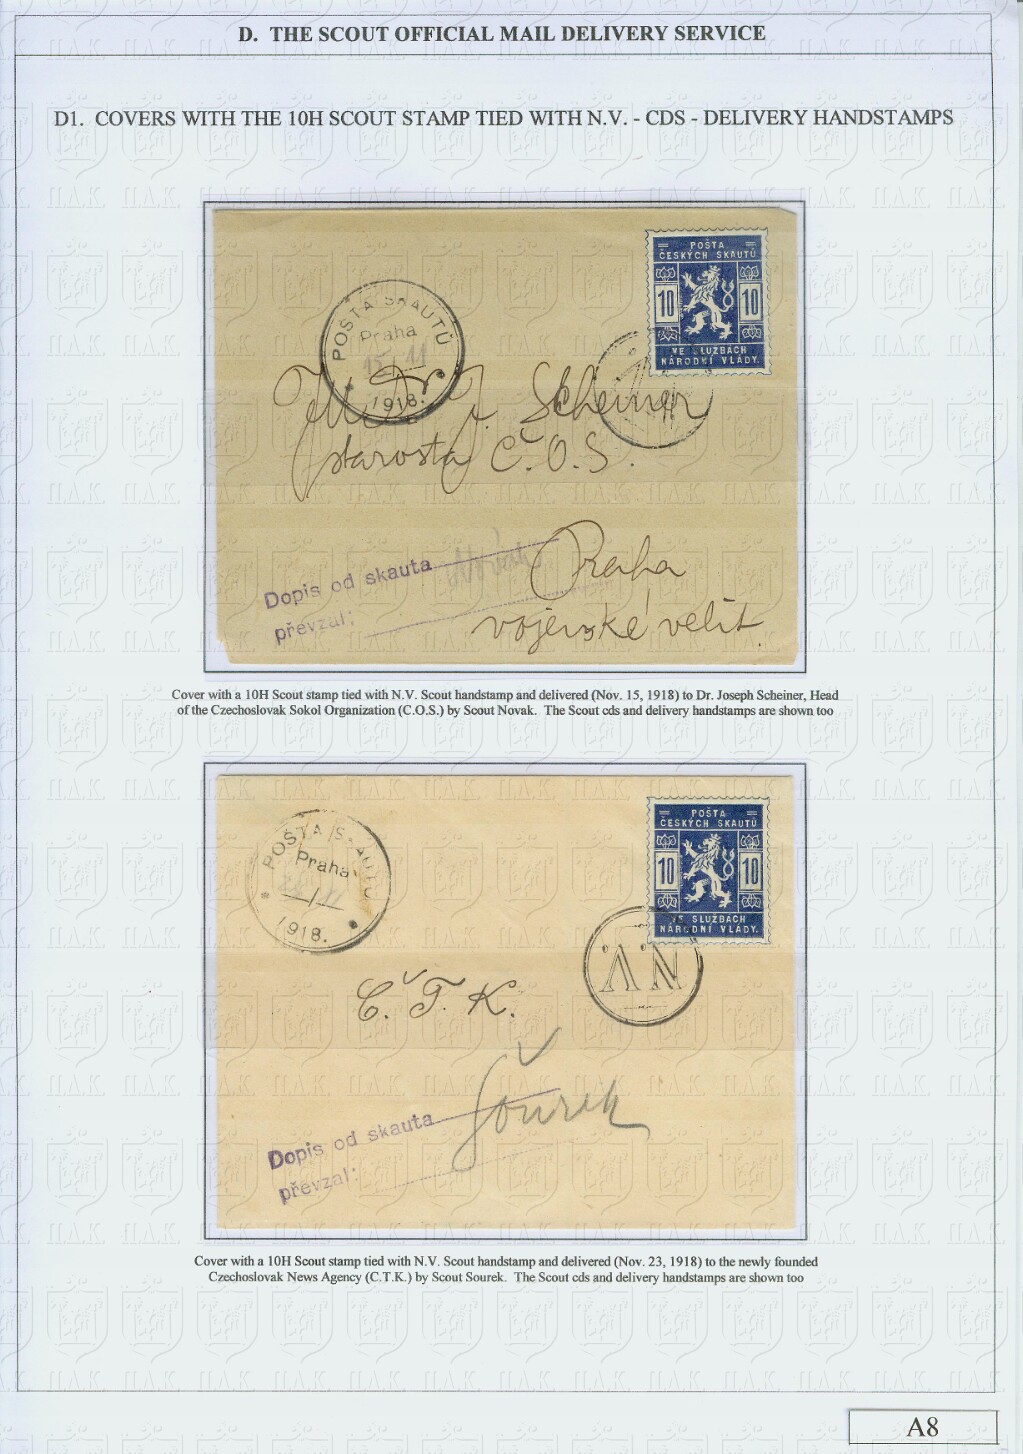 D. THE SCOUT OFFICIAL MAIL DELIVERY SERVICE
D1. COVERS WITH THE 10H SCOUT STAMP TIED WITH N.V. - CDS - DELIVERY HANDSTAMPS
POŠTA
ČESKÝCH SKAUTŮ
10 10
VE SLUŽBÁCH
NÁRODNÍ VLÁDY.
POŠTA SKAUTŮ
Praha
15/11
1918.
Dr J. Scheiner
starosta Č.O.S.
Dopis od skauta
převzal:
Praha
vojenské velit.
Cover with a 10H Scout stamp tied with N.V. Scout handstamp and delivered (Nov. 15, 1918) to Dr. Joseph Scheiner, Head
of the Czechoslovak Sokol Organization (C.O.S.) by Scout Novak. The Scout cds and delivery handstamps are shown too
POŠTA
ČESKÝCH SKAUTŮ
10 10
VE SLUŽBÁCH
NÁRODNÍ VLÁDY.
POŠTA SKAUTŮ
Praha
1918.
N.V.
Č.T.K.
Šourek
Dopis od skauta
převzal:
Cover with a 10H Scout stamp tied with N.V. Scout handstamp and delivered (Nov. 23, 1918) to the newly founded
Czechoslovak News Agency (C.T.K.) by Scout Sourek. The Scout cds and delivery handstamps are shown too
A8